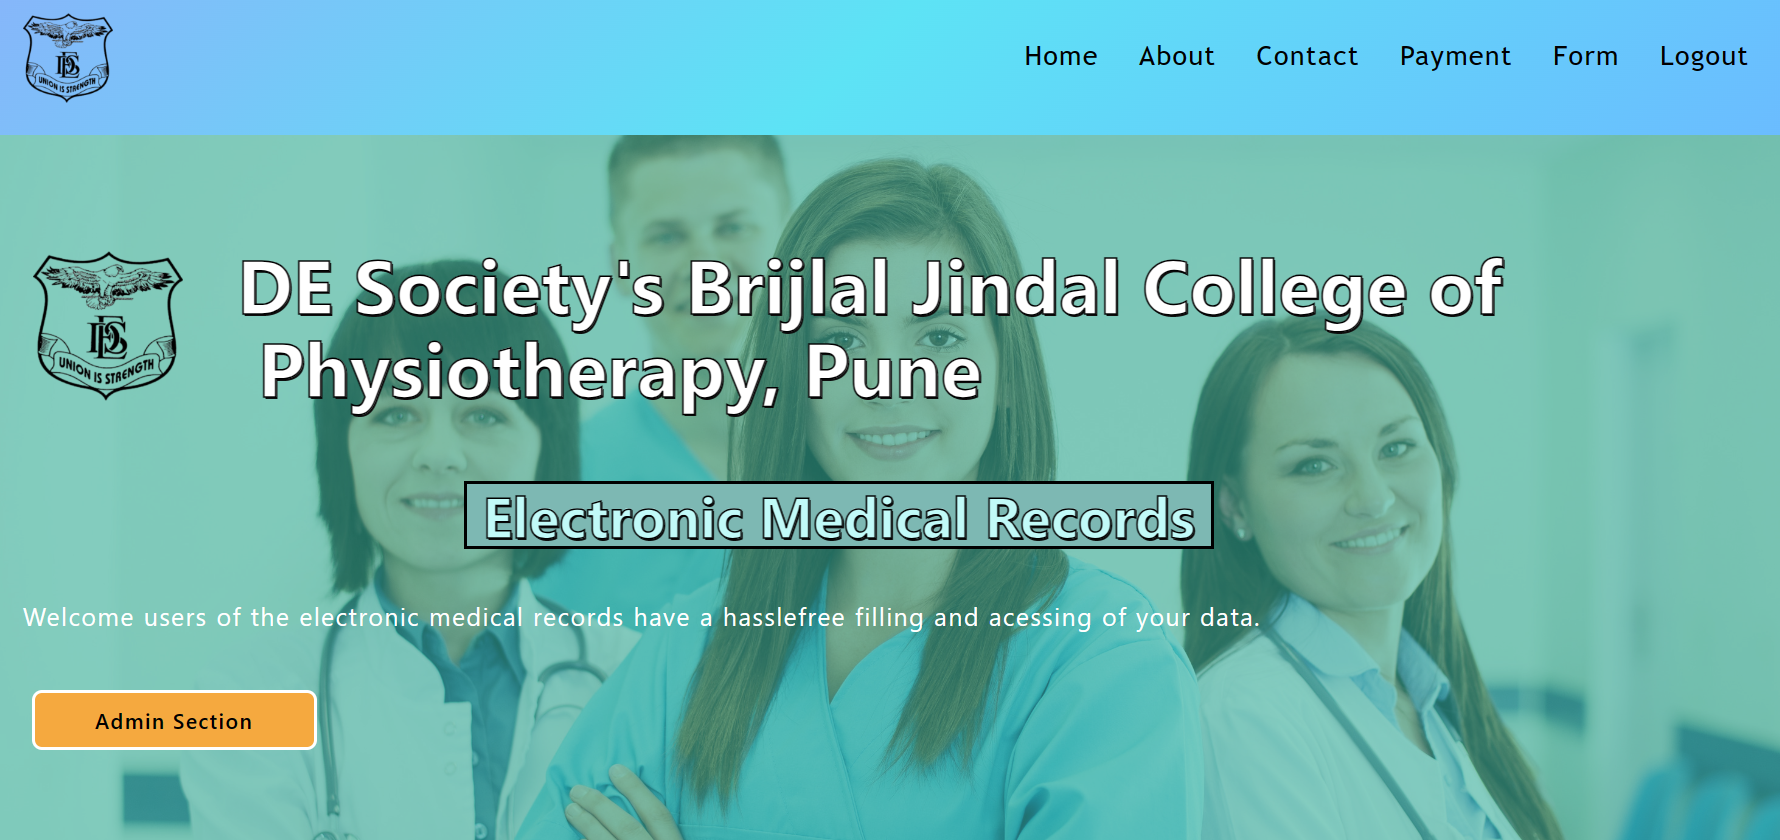 DES
UNION IS STRENGTH
Home About Contact Payment Form Logout
DES
UNION IS STRENGTH
DE Society's Brijlal Jindal College of
Physiotherapy, Pune
Electronic Medical Records
Welcome users of the electronic medical records have a hasslefree filling and acessing of your data.
Admin Section